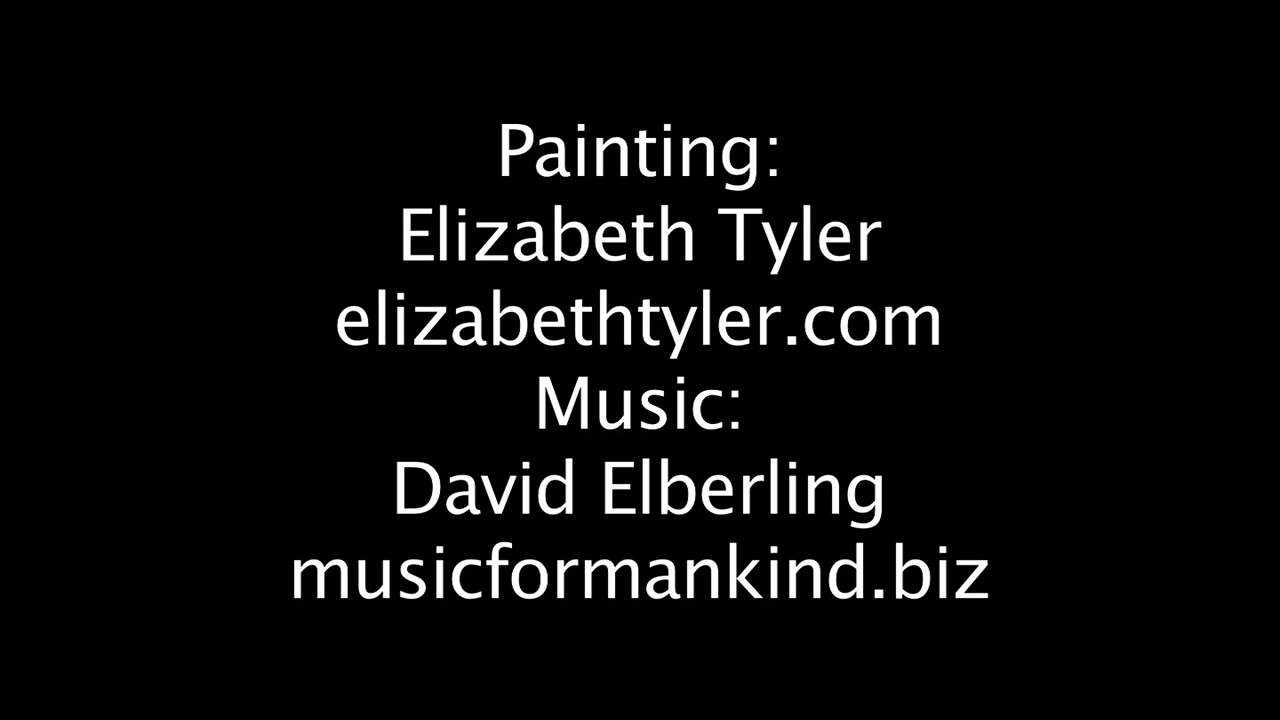 Painting:
Elizabeth Tyler
elizabethtyler.com
Music:
David Elberling
musicformankind.biz